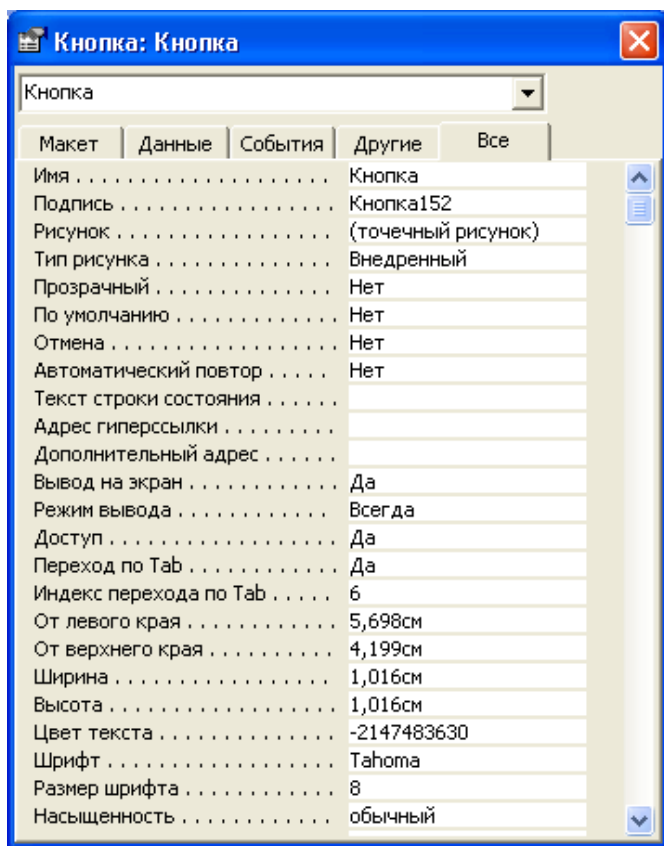 Кнопка: Кнопка
Кнопка
Макет Данные События Другие Все
Имя . . . . . . . . . . . . . . . . . . . . Кнопка
Подпись . . . . . . . . . . . . . . . . . Кнопка152
Рисунок . . . . . . . . . . . . . . . . . (точечный рисунок)
Тип рисунка . . . . . . . . . . . . . . Внедренный
Прозрачный . . . . . . . . . . . . . . Нет
По умолчанию . . . . . . . . . . . . . Нет
Отмена . . . . . . . . . . . . . . . . . . Нет
Автоматический повтор . . . . . Нет
Текст строки состояния . . . . . .
Адрес гиперссылки . . . . . . . . .
Дополнительный адрес . . . . . .
Вывод на экран . . . . . . . . . . . . Да
Режим вывода . . . . . . . . . . . . Всегда
Доступ . . . . . . . . . . . . . . . . . . Да
Переход по Tab . . . . . . . . . . . . Да
Индекс перехода по Tab . . . . . 6
От левого края . . . . . . . . . . . . 5,698см
От верхнего края . . . . . . . . . . 4,199см
Ширина . . . . . . . . . . . . . . . . . 1,016см
Высота . . . . . . . . . . . . . . . . . . 1,016см
Цвет текста . . . . . . . . . . . . . . -2147483630
Шрифт . . . . . . . . . . . . . . . . . . Tahoma
Размер шрифта . . . . . . . . . . . . 8
Насыщенность . . . . . . . . . . . . обычный